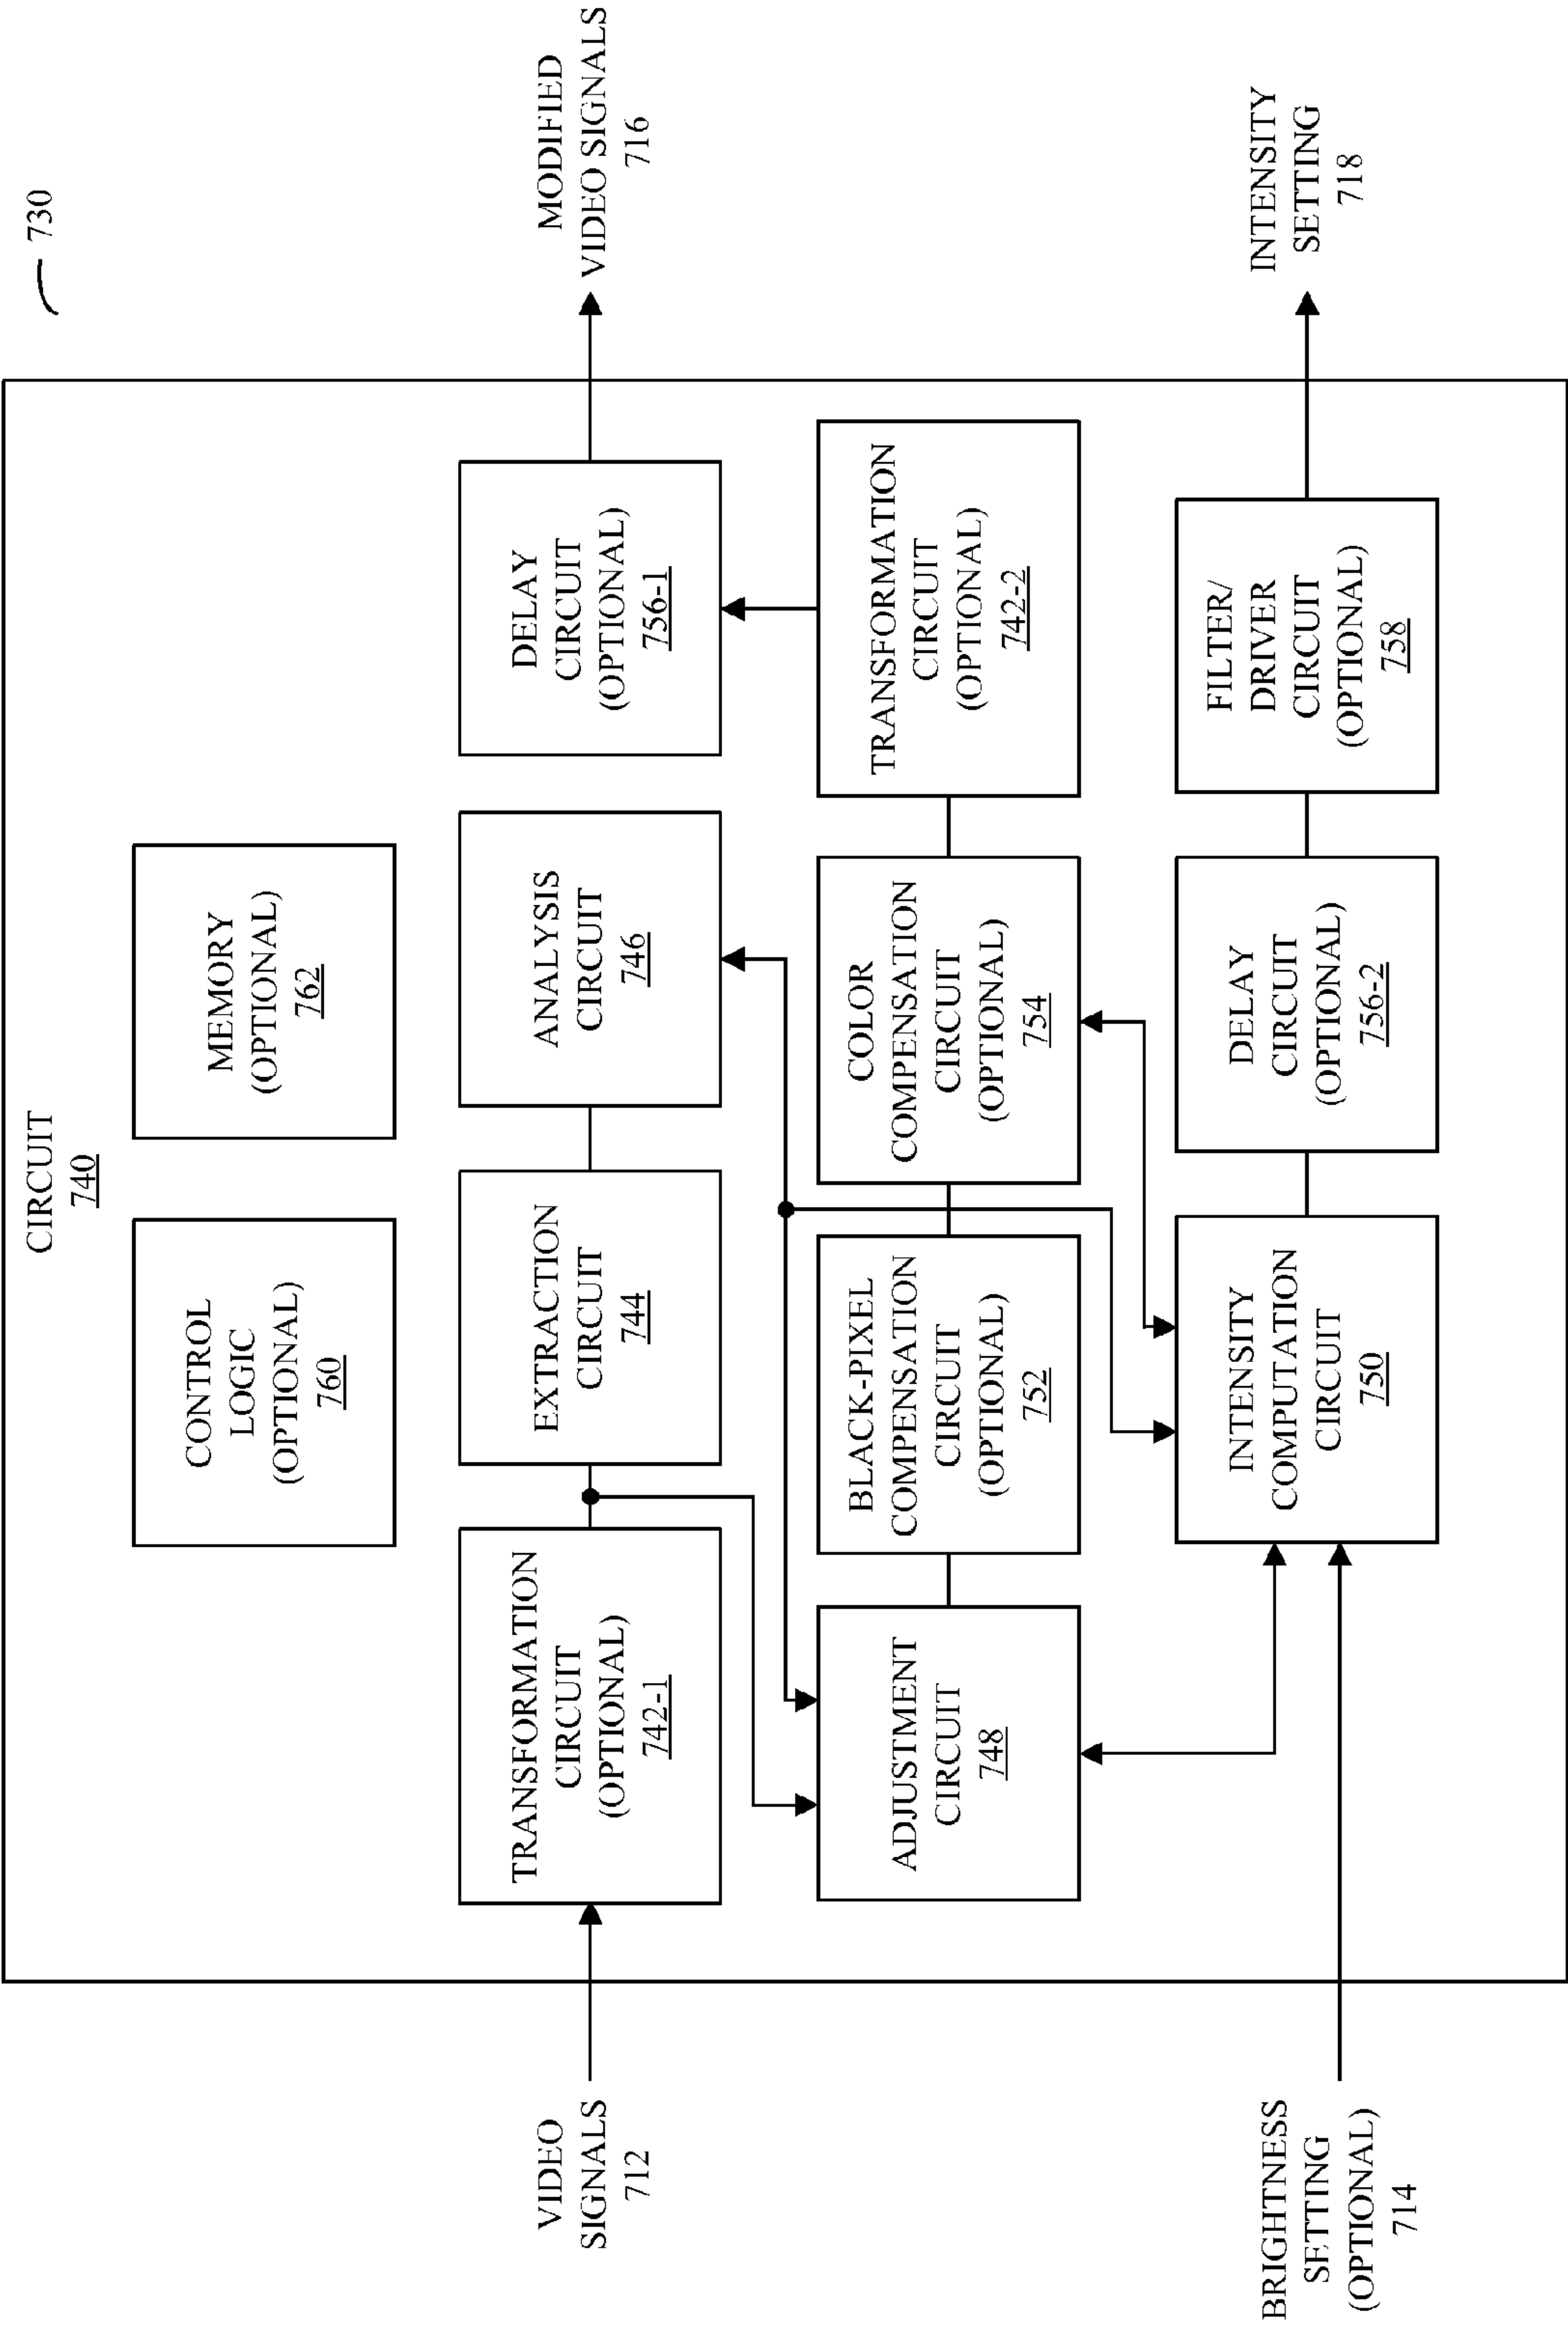 730
CIRCUIT
740
CONTROL
LOGIC
(OPTIONAL)
760
MEMORY
(OPTIONAL)
762
VIDEO
SIGNALS
712
TRANSFORMATION
CIRCUIT
(OPTIONAL)
742-1
EXTRACTION
CIRCUIT
744
ANALYSIS
CIRCUIT
746
DELAY
CIRCUIT
(OPTIONAL)
756-1
MODIFIED
VIDEO SIGNALS
716
ADJUSTMENT
CIRCUIT
748
BLACK-PIXEL
COMPENSATION
CIRCUIT
(OPTIONAL)
752
COLOR
COMPENSATION
CIRCUIT
(OPTIONAL)
754
TRANSFORMATION
CIRCUIT
(OPTIONAL)
742-2
BRIGHTNESS
SETTING
(OPTIONAL)
714
INTENSITY
COMPUTATION
CIRCUIT
750
DELAY
CIRCUIT
(OPTIONAL)
756-2
FILTER/
DRIVER
CIRCUIT
(OPTIONAL)
758
INTENSITY
SETTING
718